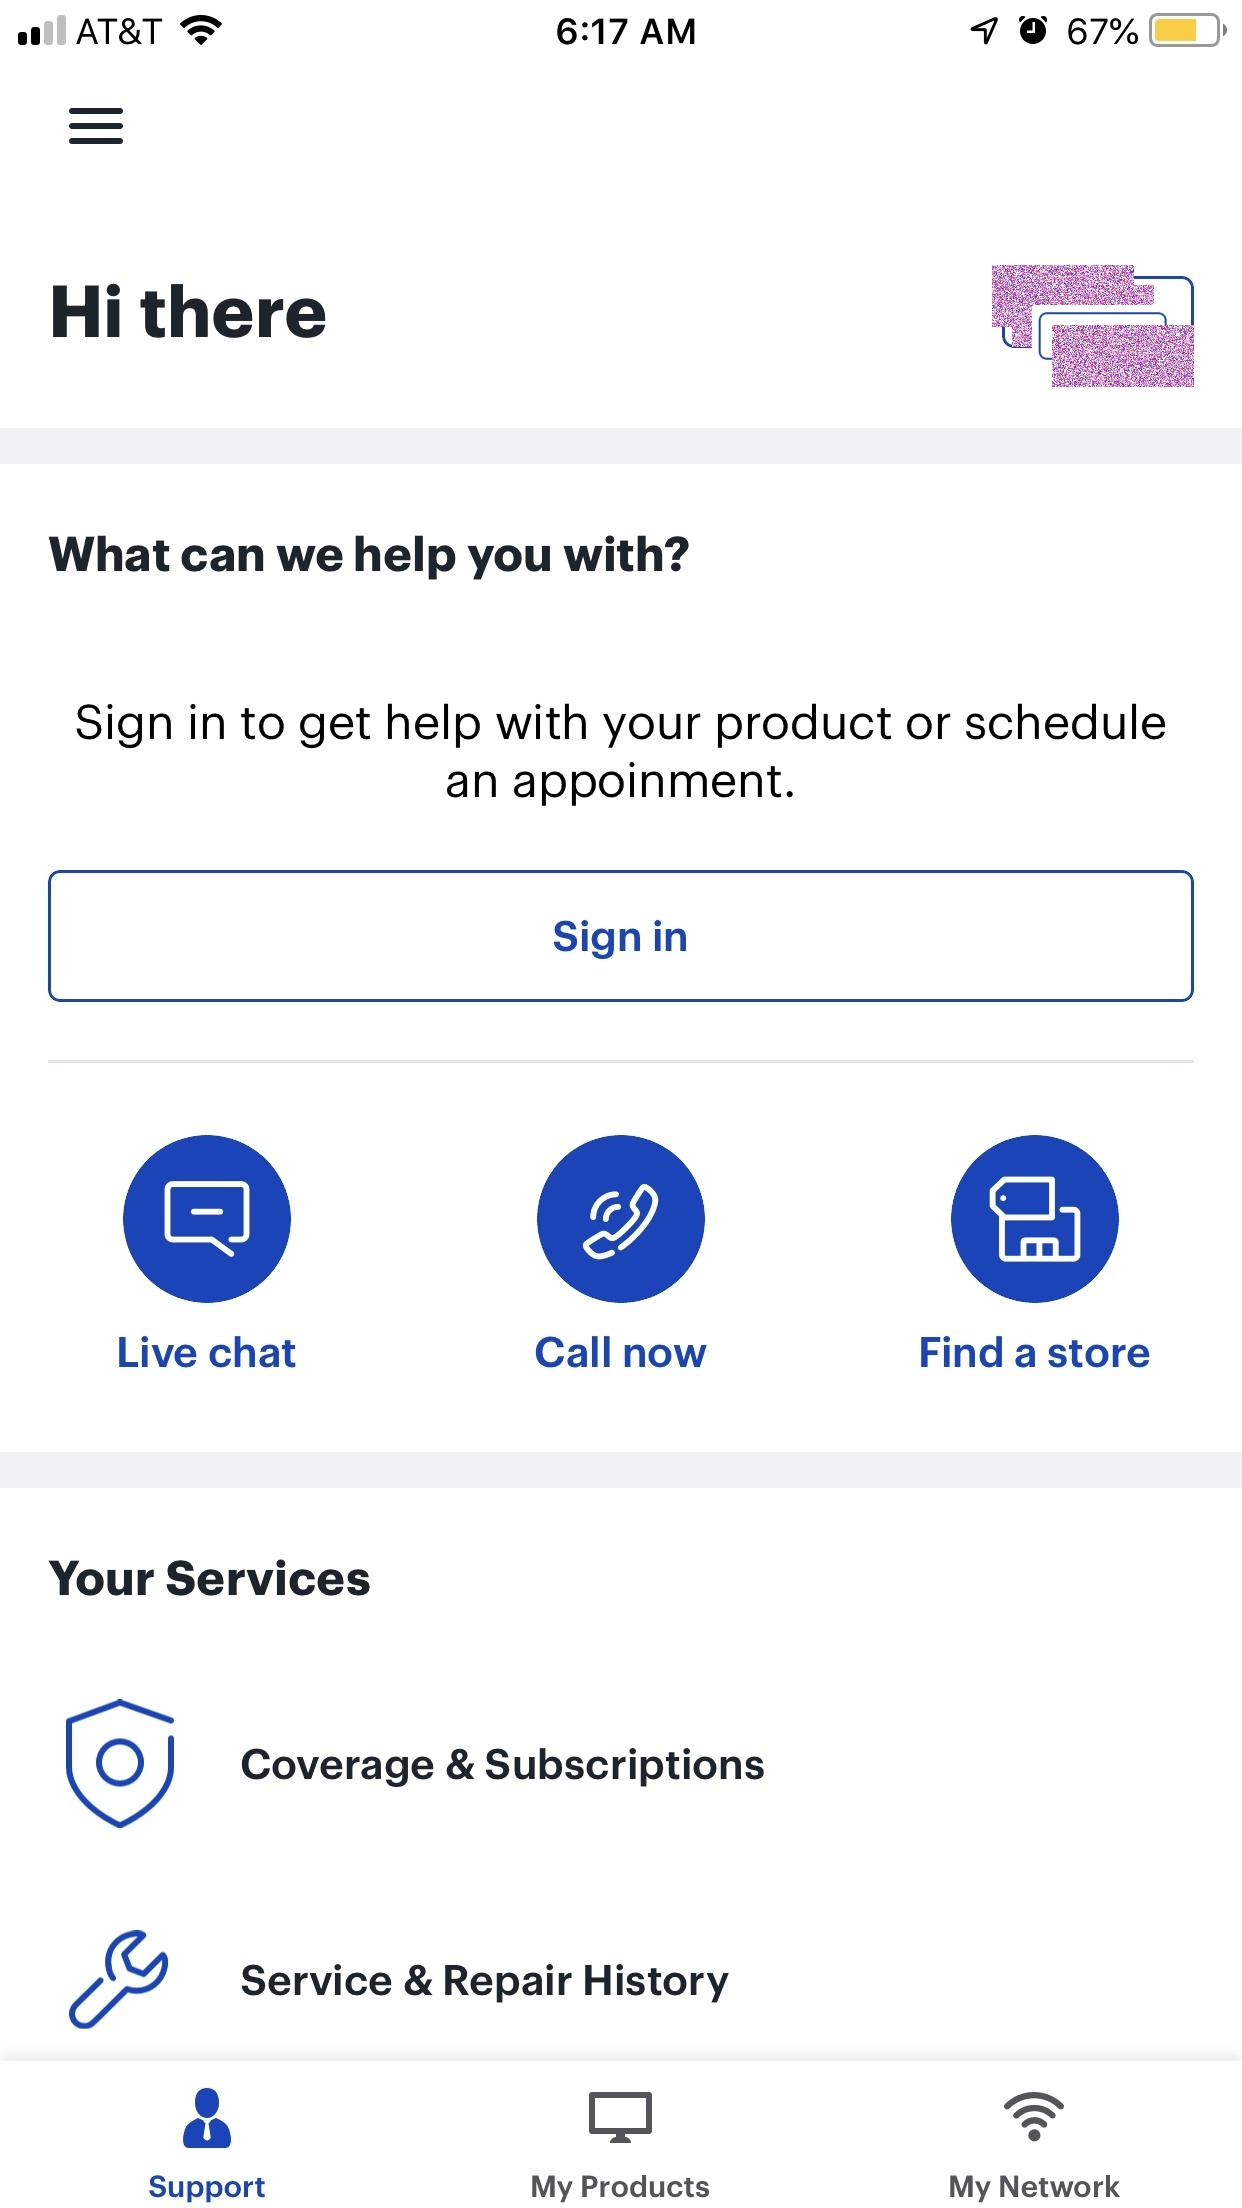 AT&T 6:17 AM 67%
Hi there
What can we help you with?
Sign in to get help with your product or schedule
an appoinment.
Sign in
Live chat Call now Find a store
Your Services
Coverage & Subscriptions
Service & Repair History
Support My Products My Network